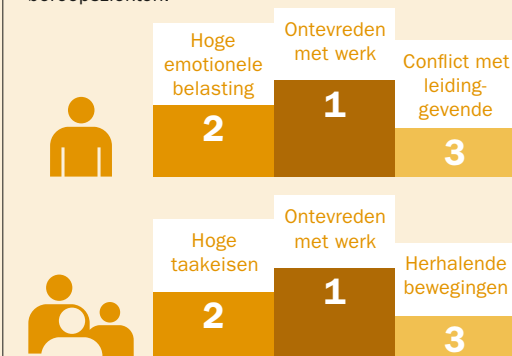 Hoge
emotionele
belasting
2
Ontevreden
met werk
1
Conflict met
leiding-
gevende
3
Hoge
taakeisen
2
Ontevreden
met werk
1
Herhalende
bewegingen
3